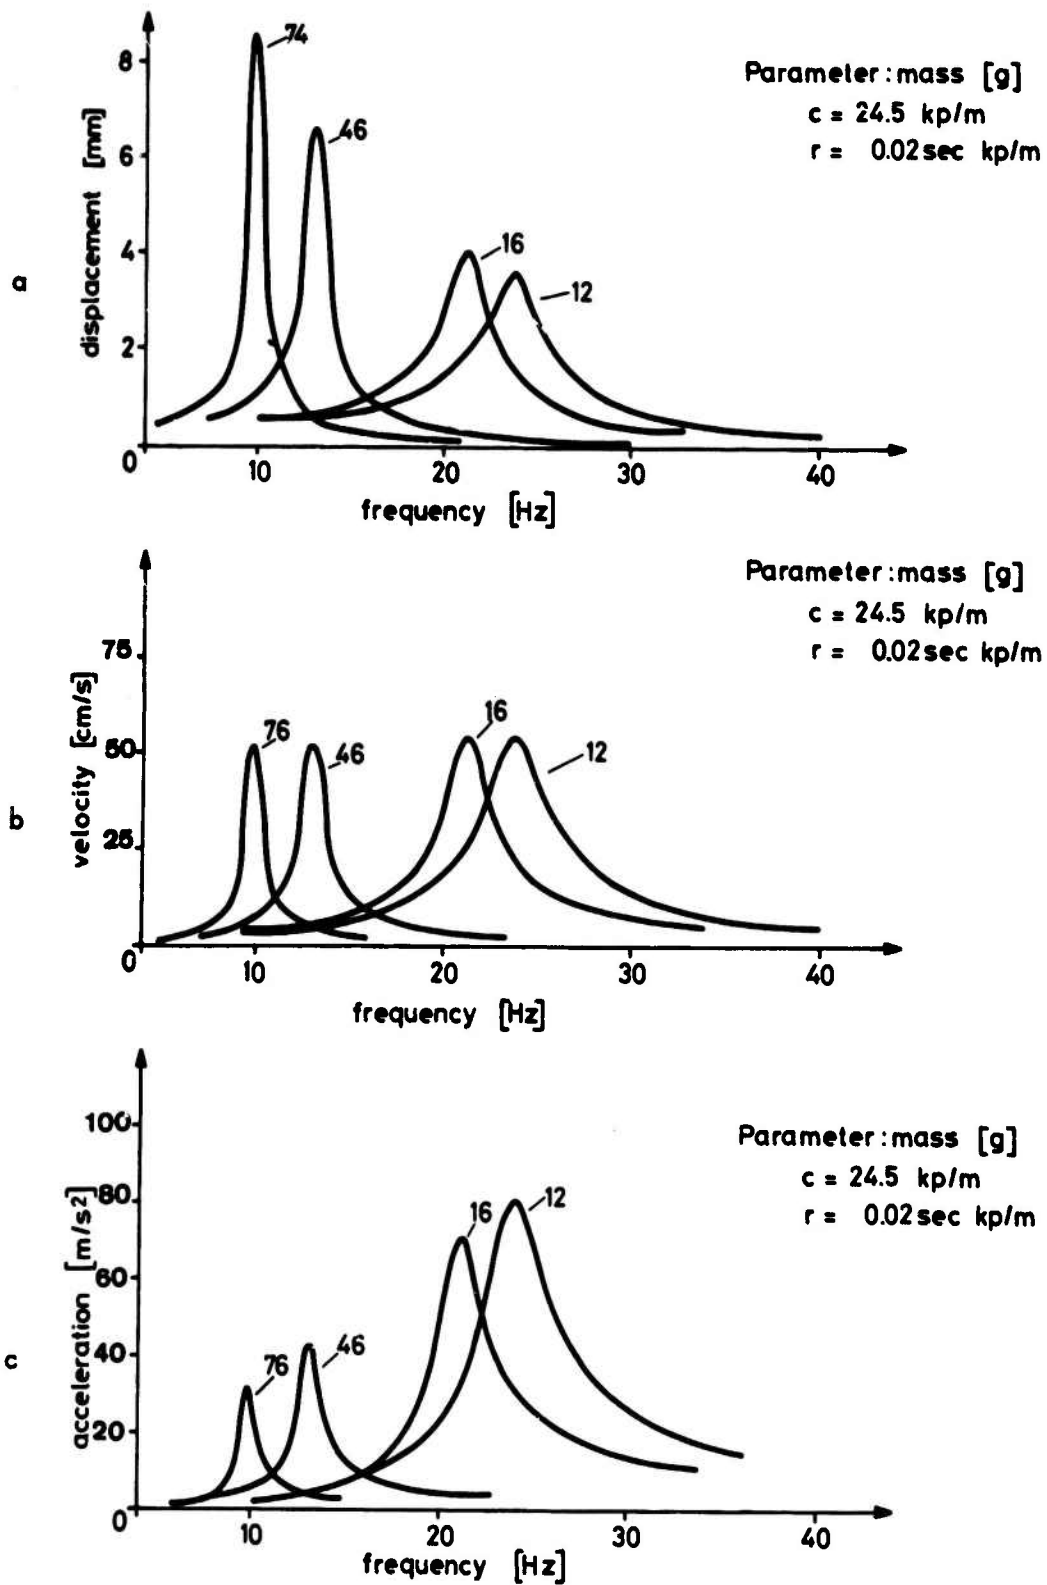 a
displacement [mm]
8
6
4
2
0
74
46
16
12
Parameter: mass [g]
c = 24.5 kp/m
r = 0.02 sec kp/m
10 20 30 40
frequency [Hz]
b
velocity [cm/s]
75
50
25
0
76
46
16
12
Parameter: mass [g]
c = 24.5 kp/m
r = 0.02 sec kp/m
10 20 30 40
frequency [Hz]
c
acceleration [m/s2]
100
80
60
40
20
0
76
46
16
12
Parameter: mass [g]
c = 24.5 kp/m
r = 0.02 sec kp/m
10 20 30 40
frequency [Hz]